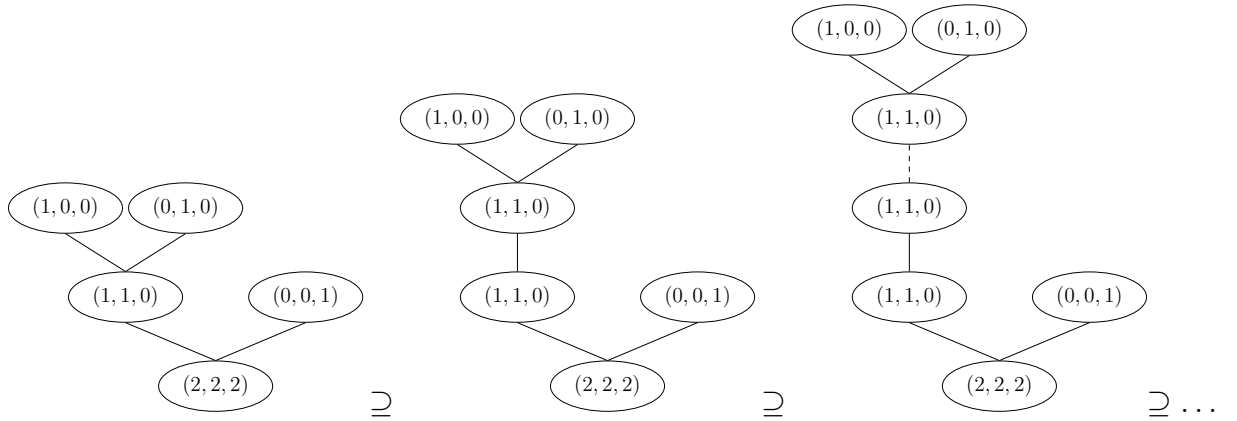 (1, 0, 0) (0, 1, 0)
(1, 0, 0) (0, 1, 0) (1, 1, 0)
(1, 0, 0) (0, 1, 0) (1, 1, 0) (1, 1, 0)
(1, 1, 0) (0, 0, 1) (1, 1, 0) (0, 0, 1) (1, 1, 0) (0, 0, 1)
(2, 2, 2) ⊇ (2, 2, 2) ⊇ (2, 2, 2) ⊇ …